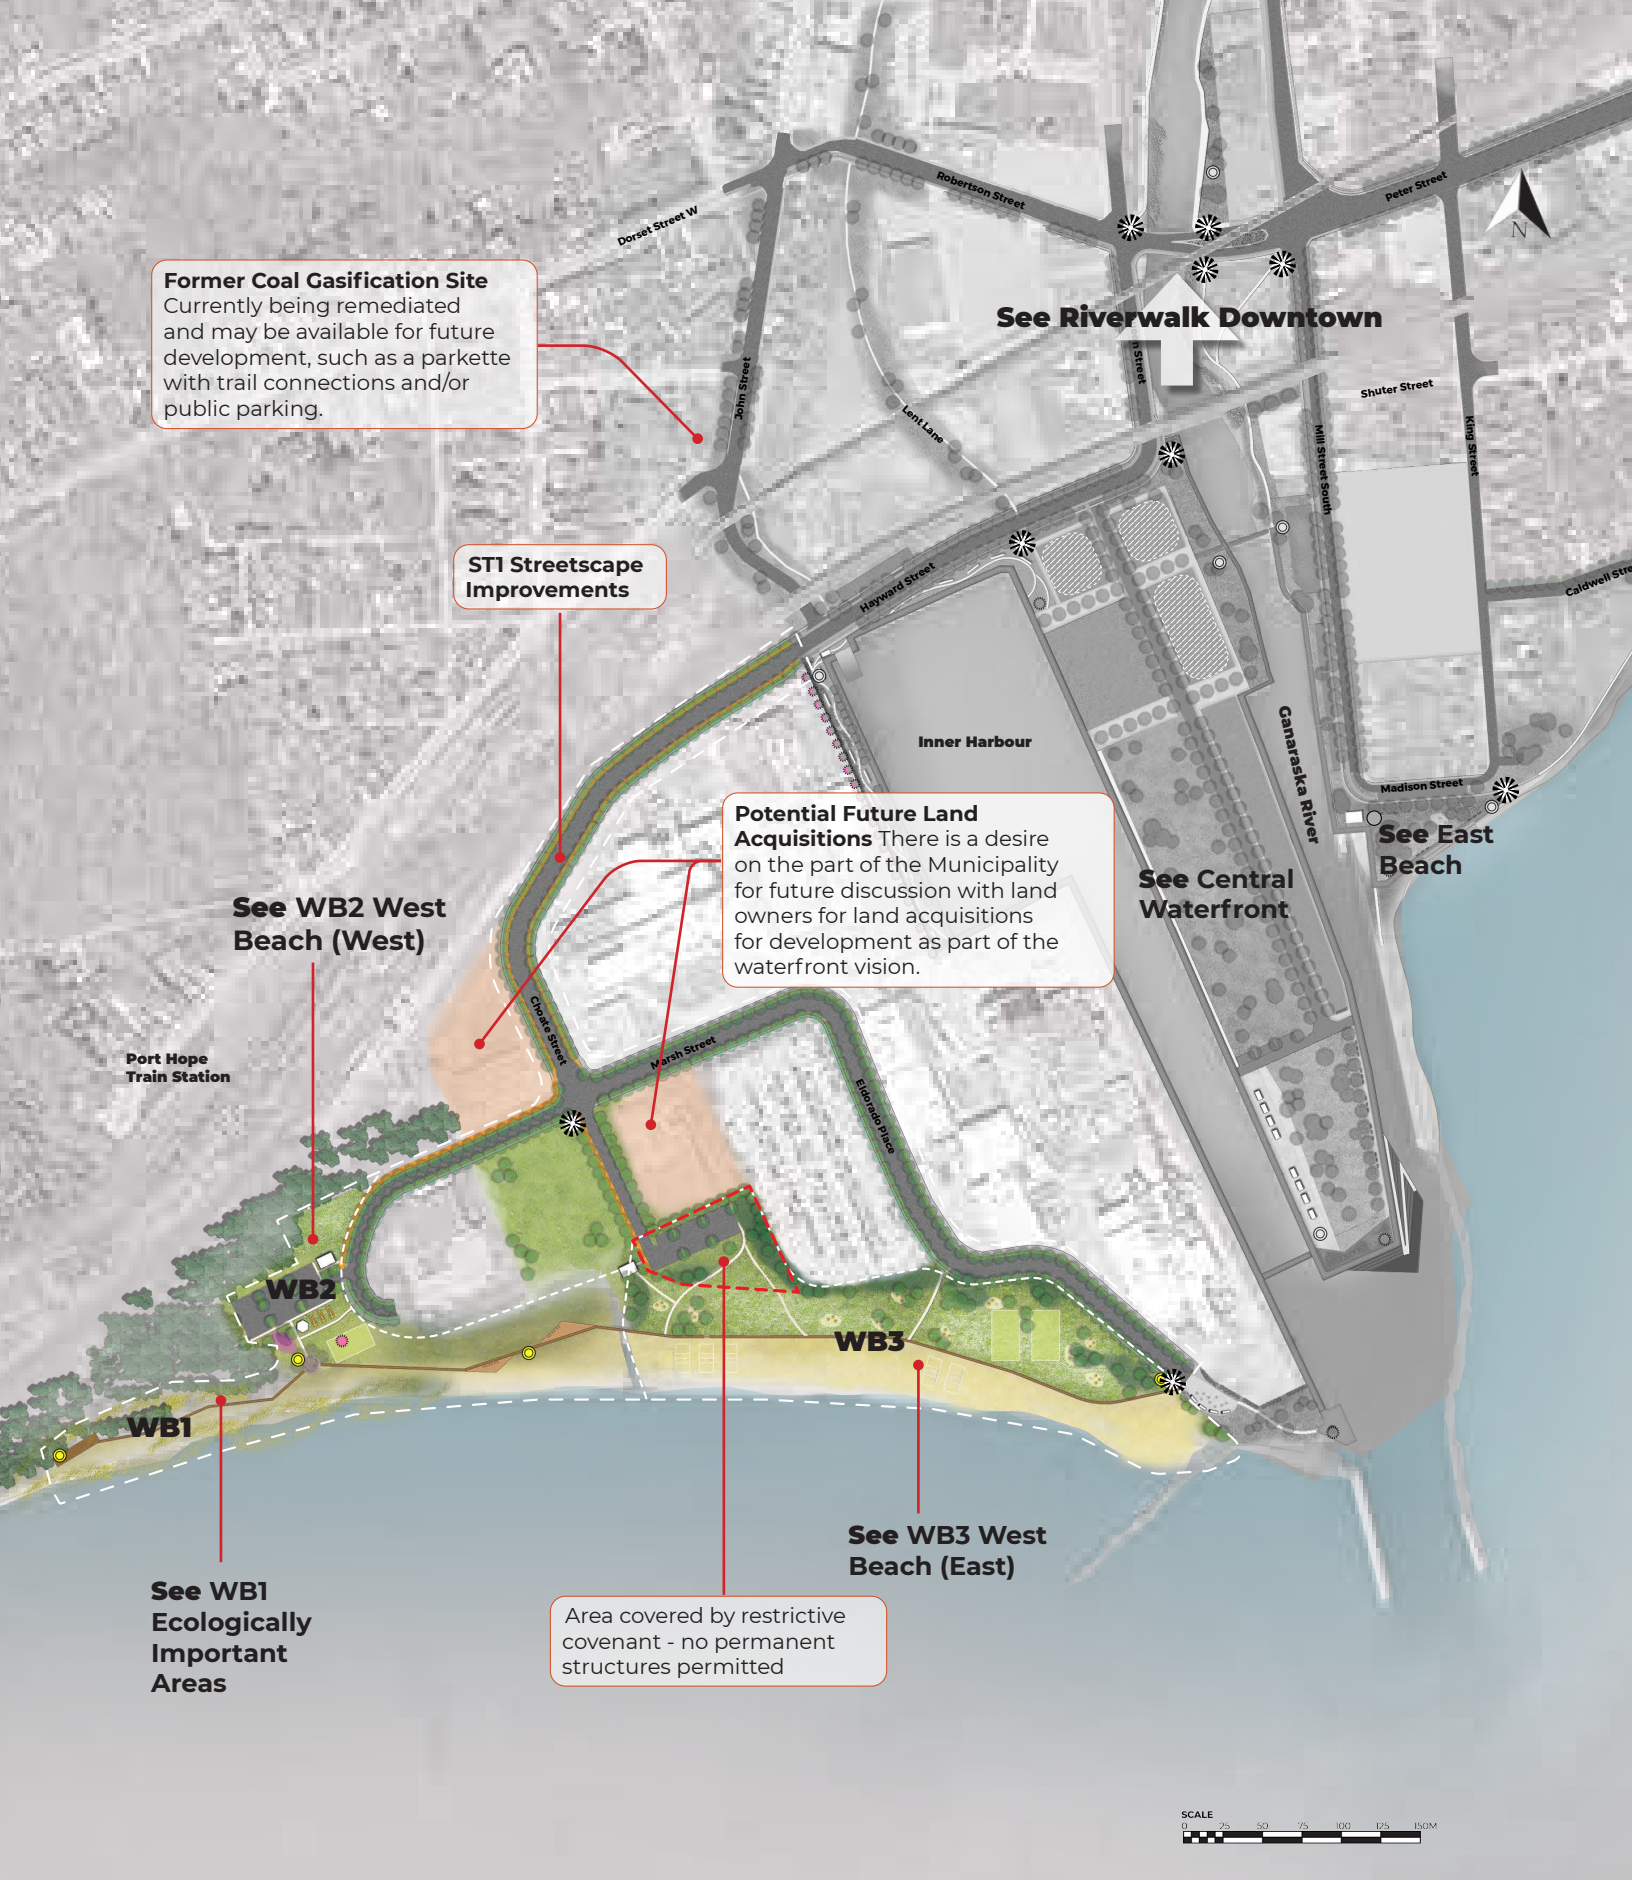 Robertson Street
Peter Street
Dorset Street W
N
Former Coal Gasification Site
Currently being remediated
and may be available for future
development, such as a parkette
with trail connections and/or
public parking.
See Riverwalk Downtown
John Street
Street
Shuter Street
Lent Lane
Mill Street South
King Street
ST1 Streetscape
Improvements
Hayward Street
Caldwell Stre
Inner Harbour
Ganaraska River
Madison Street
Potential Future Land
Acquisitions There is a desire
on the part of the Municipality
for future discussion with land
owners for land acquisitions
for development as part of the
waterfront vision.
See East
Beach
See Central
Waterfront
See WB2 West
Beach (West)
Choate Street
Marsh Street
Port Hope
Train Station
Eldorado Place
WB2
WB3
WB1
See WB3 West
Beach (East)
See WB1
Ecologically
Important
Areas
Area covered by restrictive
covenant - no permanent
structures permitted
SCALE
0 25 50 75 100 125 150M